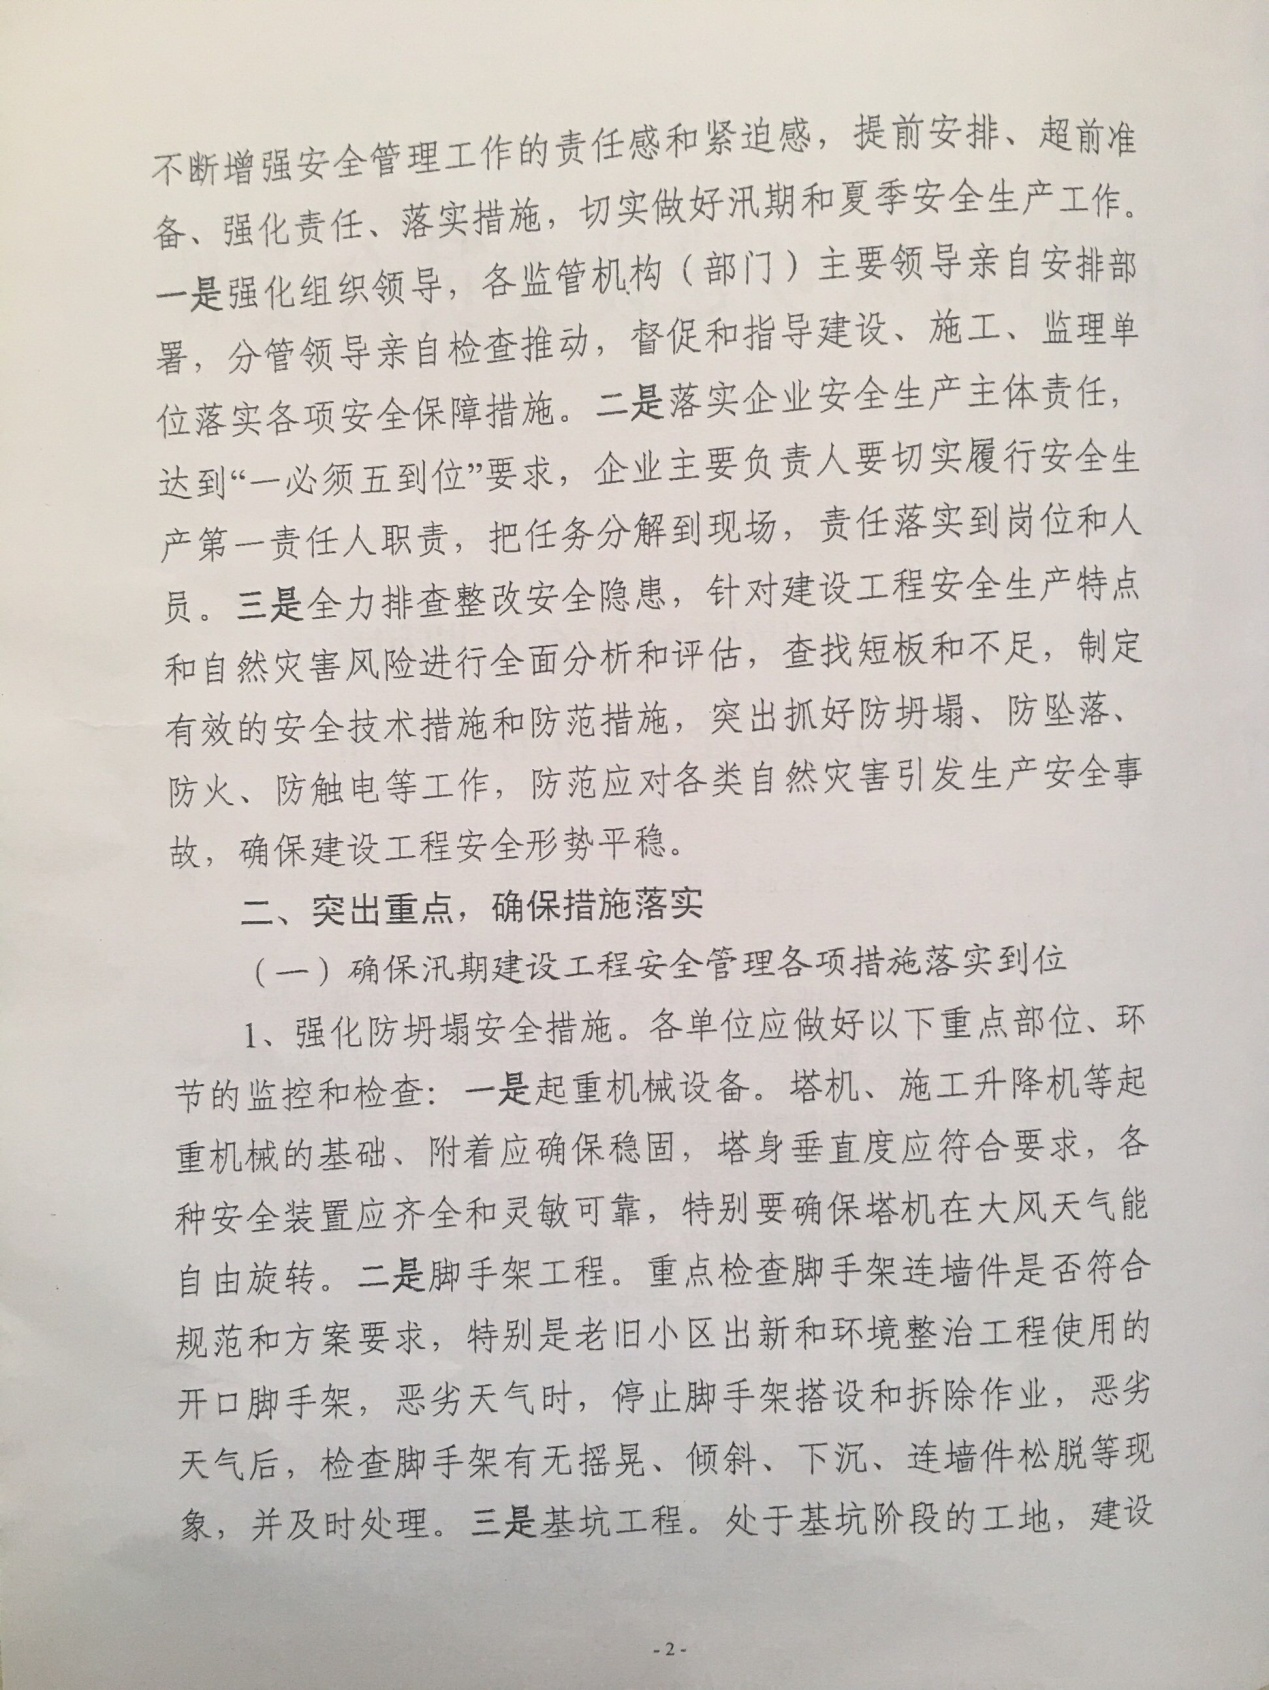 不断增强安全管理工作的责任感和紧迫感，提前安排、超前准
备、强化责任、落实措施，切实做好汛期和夏季安全生产工作。
一是强化组织领导，各监管机构（部门）主要领导亲自安排部
署，分管领导亲自检查推动，督促和指导建设、施工、监理单
位落实各项安全保障措施。二是落实企业安全生产主体责任，
达到“一必须五到位”要求，企业主要负责人要切实履行安全生
产第一责任人职责，把任务分解到现场，责任落实到岗位和人
员。三是全力排查整改安全隐患，针对建设工程安全生产特点
和自然灾害风险进行全面分析和评估，查找短板和不足，制定
有效的安全技术措施和防范措施，突出抓好防坍塌、防坠落、
防火、防触电等工作，防范应对各类自然灾害引发生产安全事
故，确保建设工程安全形势平稳。
二、突出重点，确保措施落实
（一）确保汛期建设工程安全管理各项措施落实到位
1、强化防坍塌安全措施。各单位应做好以下重点部位、环
节的监控和检查：一是起重机械设备。塔机、施工升降机等起
重机械的基础、附着应确保稳固，塔身垂直度应符合要求，各
种安全装置应齐全和灵敏可靠，特别要确保塔机在大风天气能
自由旋转。二是脚手架工程。重点检查脚手架连墙件是否符合
规范和方案要求，特别是老旧小区出新和环境整治工程使用的
开口脚手架，恶劣天气时，停止脚手架搭设和拆除作业，恶劣
天气后，检查脚手架有无摇晃、倾斜、下沉、连墙件松脱等现
象，并及时处理。三是基坑工程。处于基坑阶段的工地，建设
- 2 -